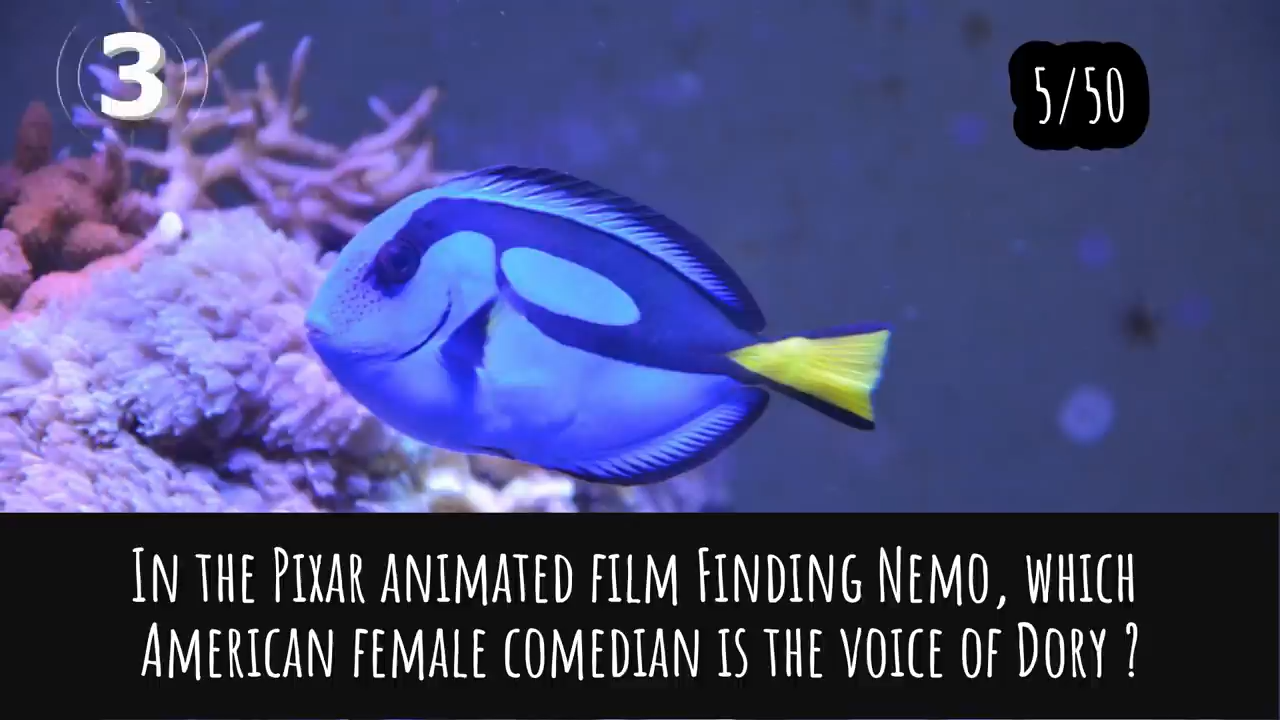 3
5/50
In the Pixar animated film Finding Nemo, which
American female comedian is the voice of Dory ?